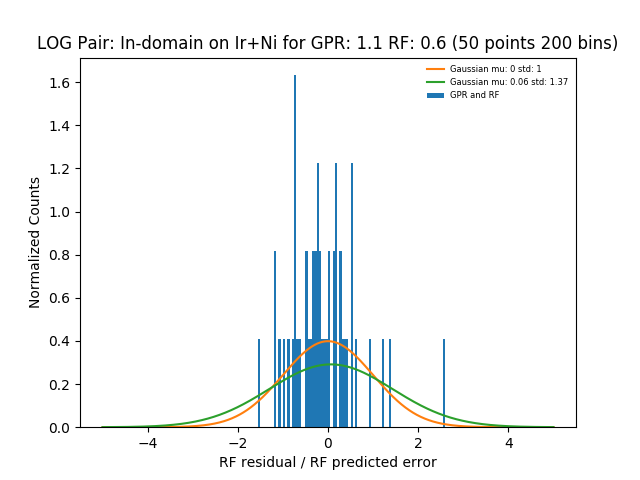 LOG Pair: In-domain on Ir+Ni for GPR: 1.1 RF: 0.6 (50 points 200 bins)
Gaussian mu: 0 std: 1
Gaussian mu: 0.06 std: 1.37
GPR and RF
Normalized Counts
1.6
1.4
1.2
1.0
0.8
0.6
0.4
0.2
0.0
−4
−2
0
2
4
RF residual / RF predicted error